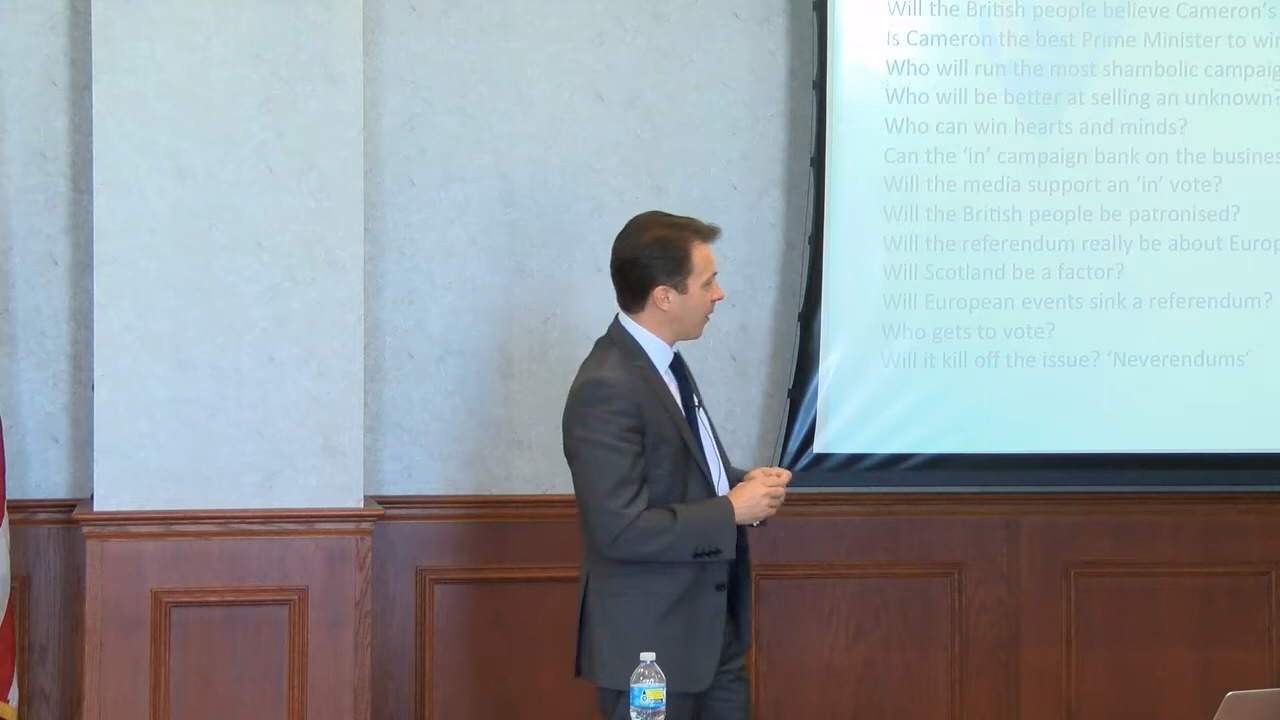 Will the British people believe Cameron's
Is Cameron the best Prime Minister to win
Who will run the most shambolic campaig
Who will be better at selling an unknown?
Who can win hearts and minds?
Can the 'in' campaign bank on the busines
Will the media support an 'in' vote?
Will the British people be patronised?
Will the referendum really be about Europ
Will Scotland be a factor?
Will European events sink a referendum?
Who gets to vote?
Will it kill off the issue? 'Neverendums'